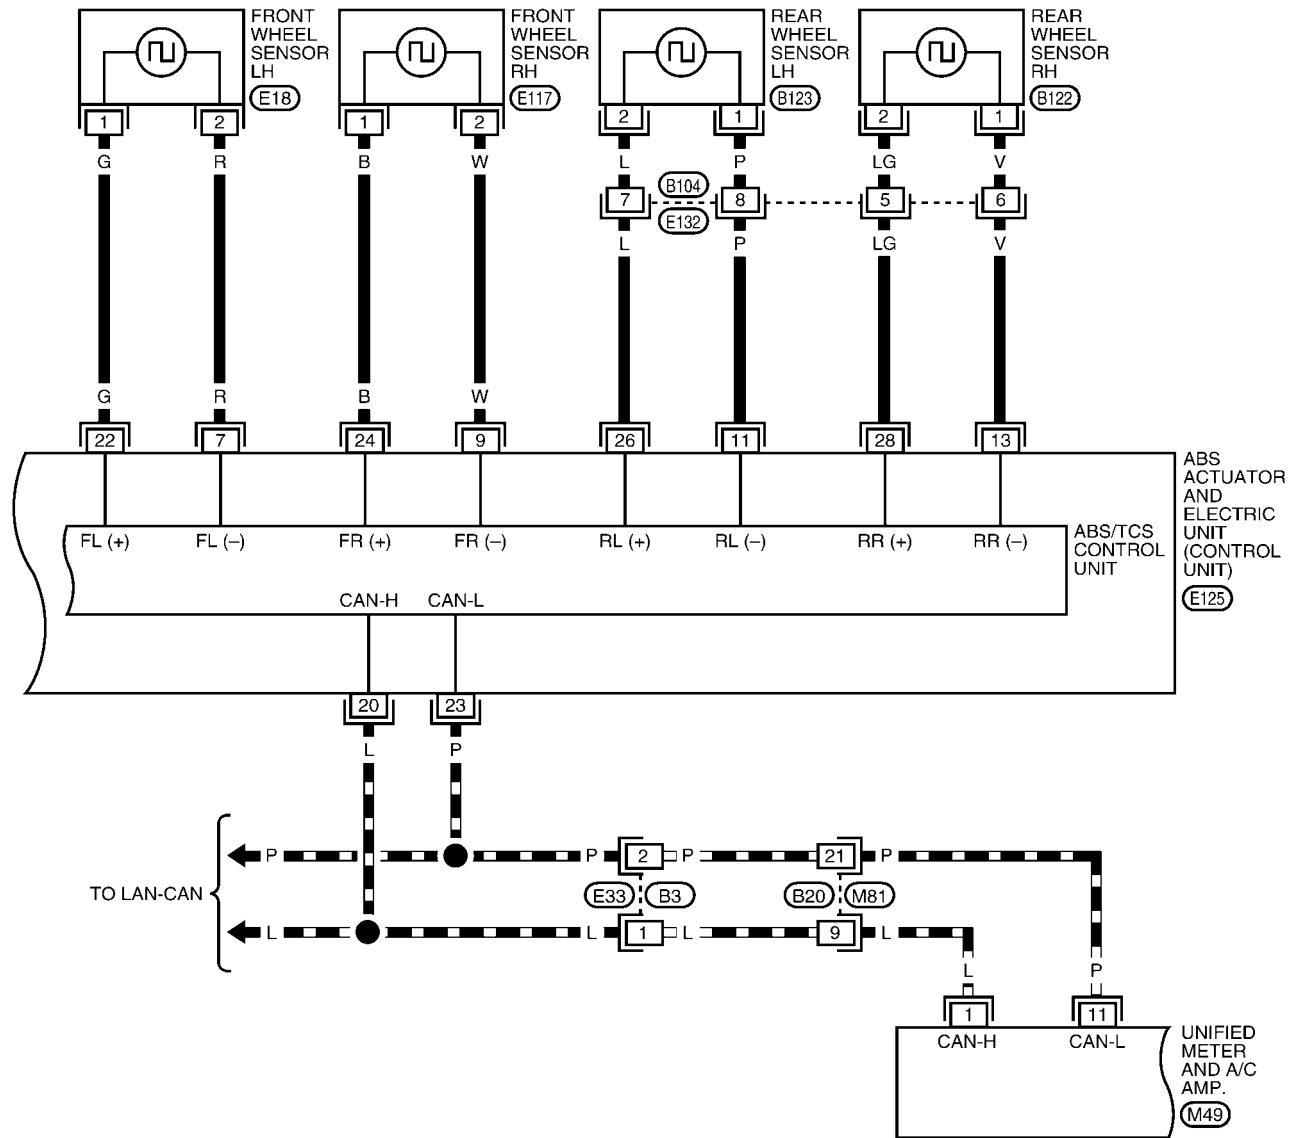 FRONT
WHEEL
SENSOR
LH
E18
FRONT
WHEEL
SENSOR
RH
E117
REAR
WHEEL
SENSOR
LH
B123
REAR
WHEEL
SENSOR
RH
B122
1 2 1 2 2 1 2 1
G R B W L P LG V
B104
7 8 5 6
E132
L P LG V
G R B W
22 7 24 9 26 11 28 13
ABS
ACTUATOR
AND
ELECTRIC
UNIT
(CONTROL
UNIT)
E125
FL (+) FL (–) FR (+) FR (–) RL (+) RL (–) RR (+) RR (–)
ABS/TCS
CONTROL
UNIT
CAN-H CAN-L
20 23
L P
P P 2 P 21 P
TO LAN-CAN
E33 B3 B20 M81
L L 1 L 9 L
L P
1 11
CAN-H CAN-L
UNIFIED
METER
AND A/C
AMP.
M49